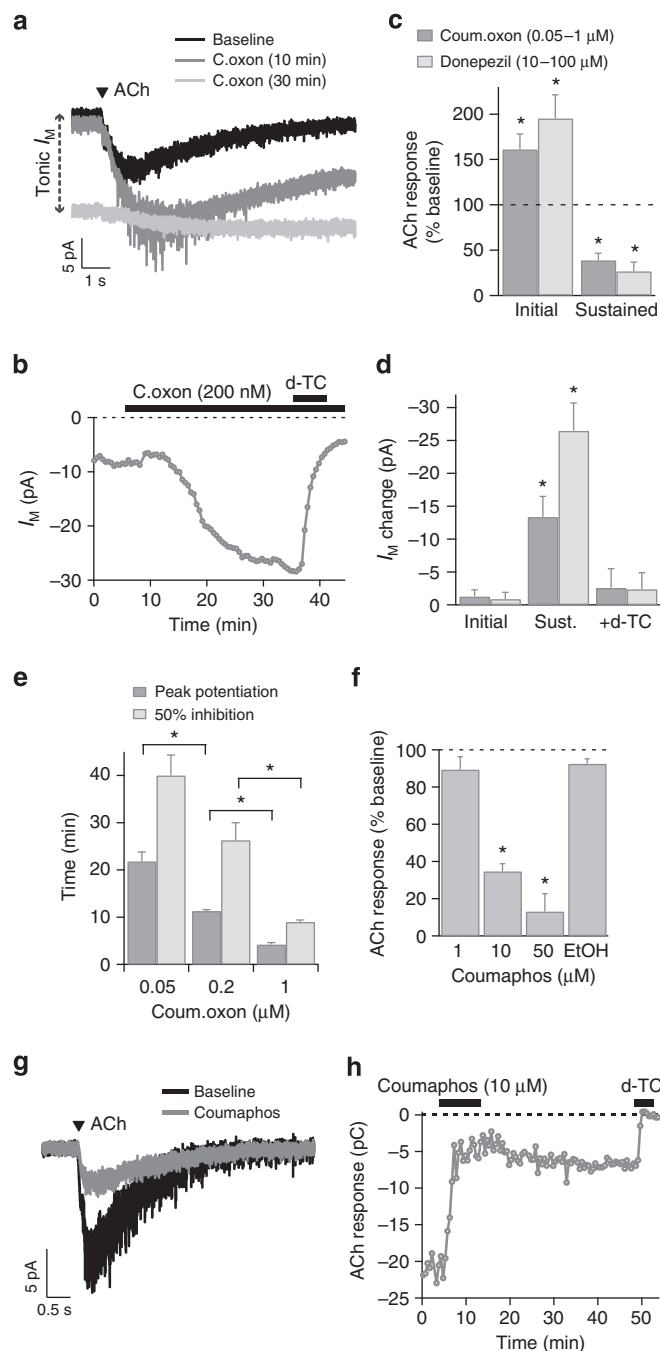 a
Baseline
C.oxon (10 min)
C.oxon (30 min)
ACh
Tonic I_M
5 pA
1 s
c
Coum.oxon (0.05–1 μM)
Donepezil (10–100 μM)
ACh response
(% baseline)
200
150
100
50
0
*
*
*
*
Initial
Sustained
b
C.oxon (200 nM)
d-TC
I_M (pA)
0
–10
–20
–30
0
10
20
30
40
Time (min)
d
I_M change (pA)
–30
–25
–20
–15
–10
–5
0
*
*
Initial
Sust.
+d-TC
e
Peak potentiation
50% inhibition
*
*
*
Time (min)
40
30
20
10
0
0.05
0.2
1
Coum.oxon (μM)
f
ACh response (% baseline)
100
80
60
40
20
0
*
*
1
10
50
EtOH
Coumaphos (μM)
g
Baseline
Coumaphos
ACh
5 pA
0.5 s
h
Coumaphos (10 μM)
d-TC
ACh response (pC)
0
–5
–10
–15
–20
–25
0
10
20
30
40
50
Time (min)